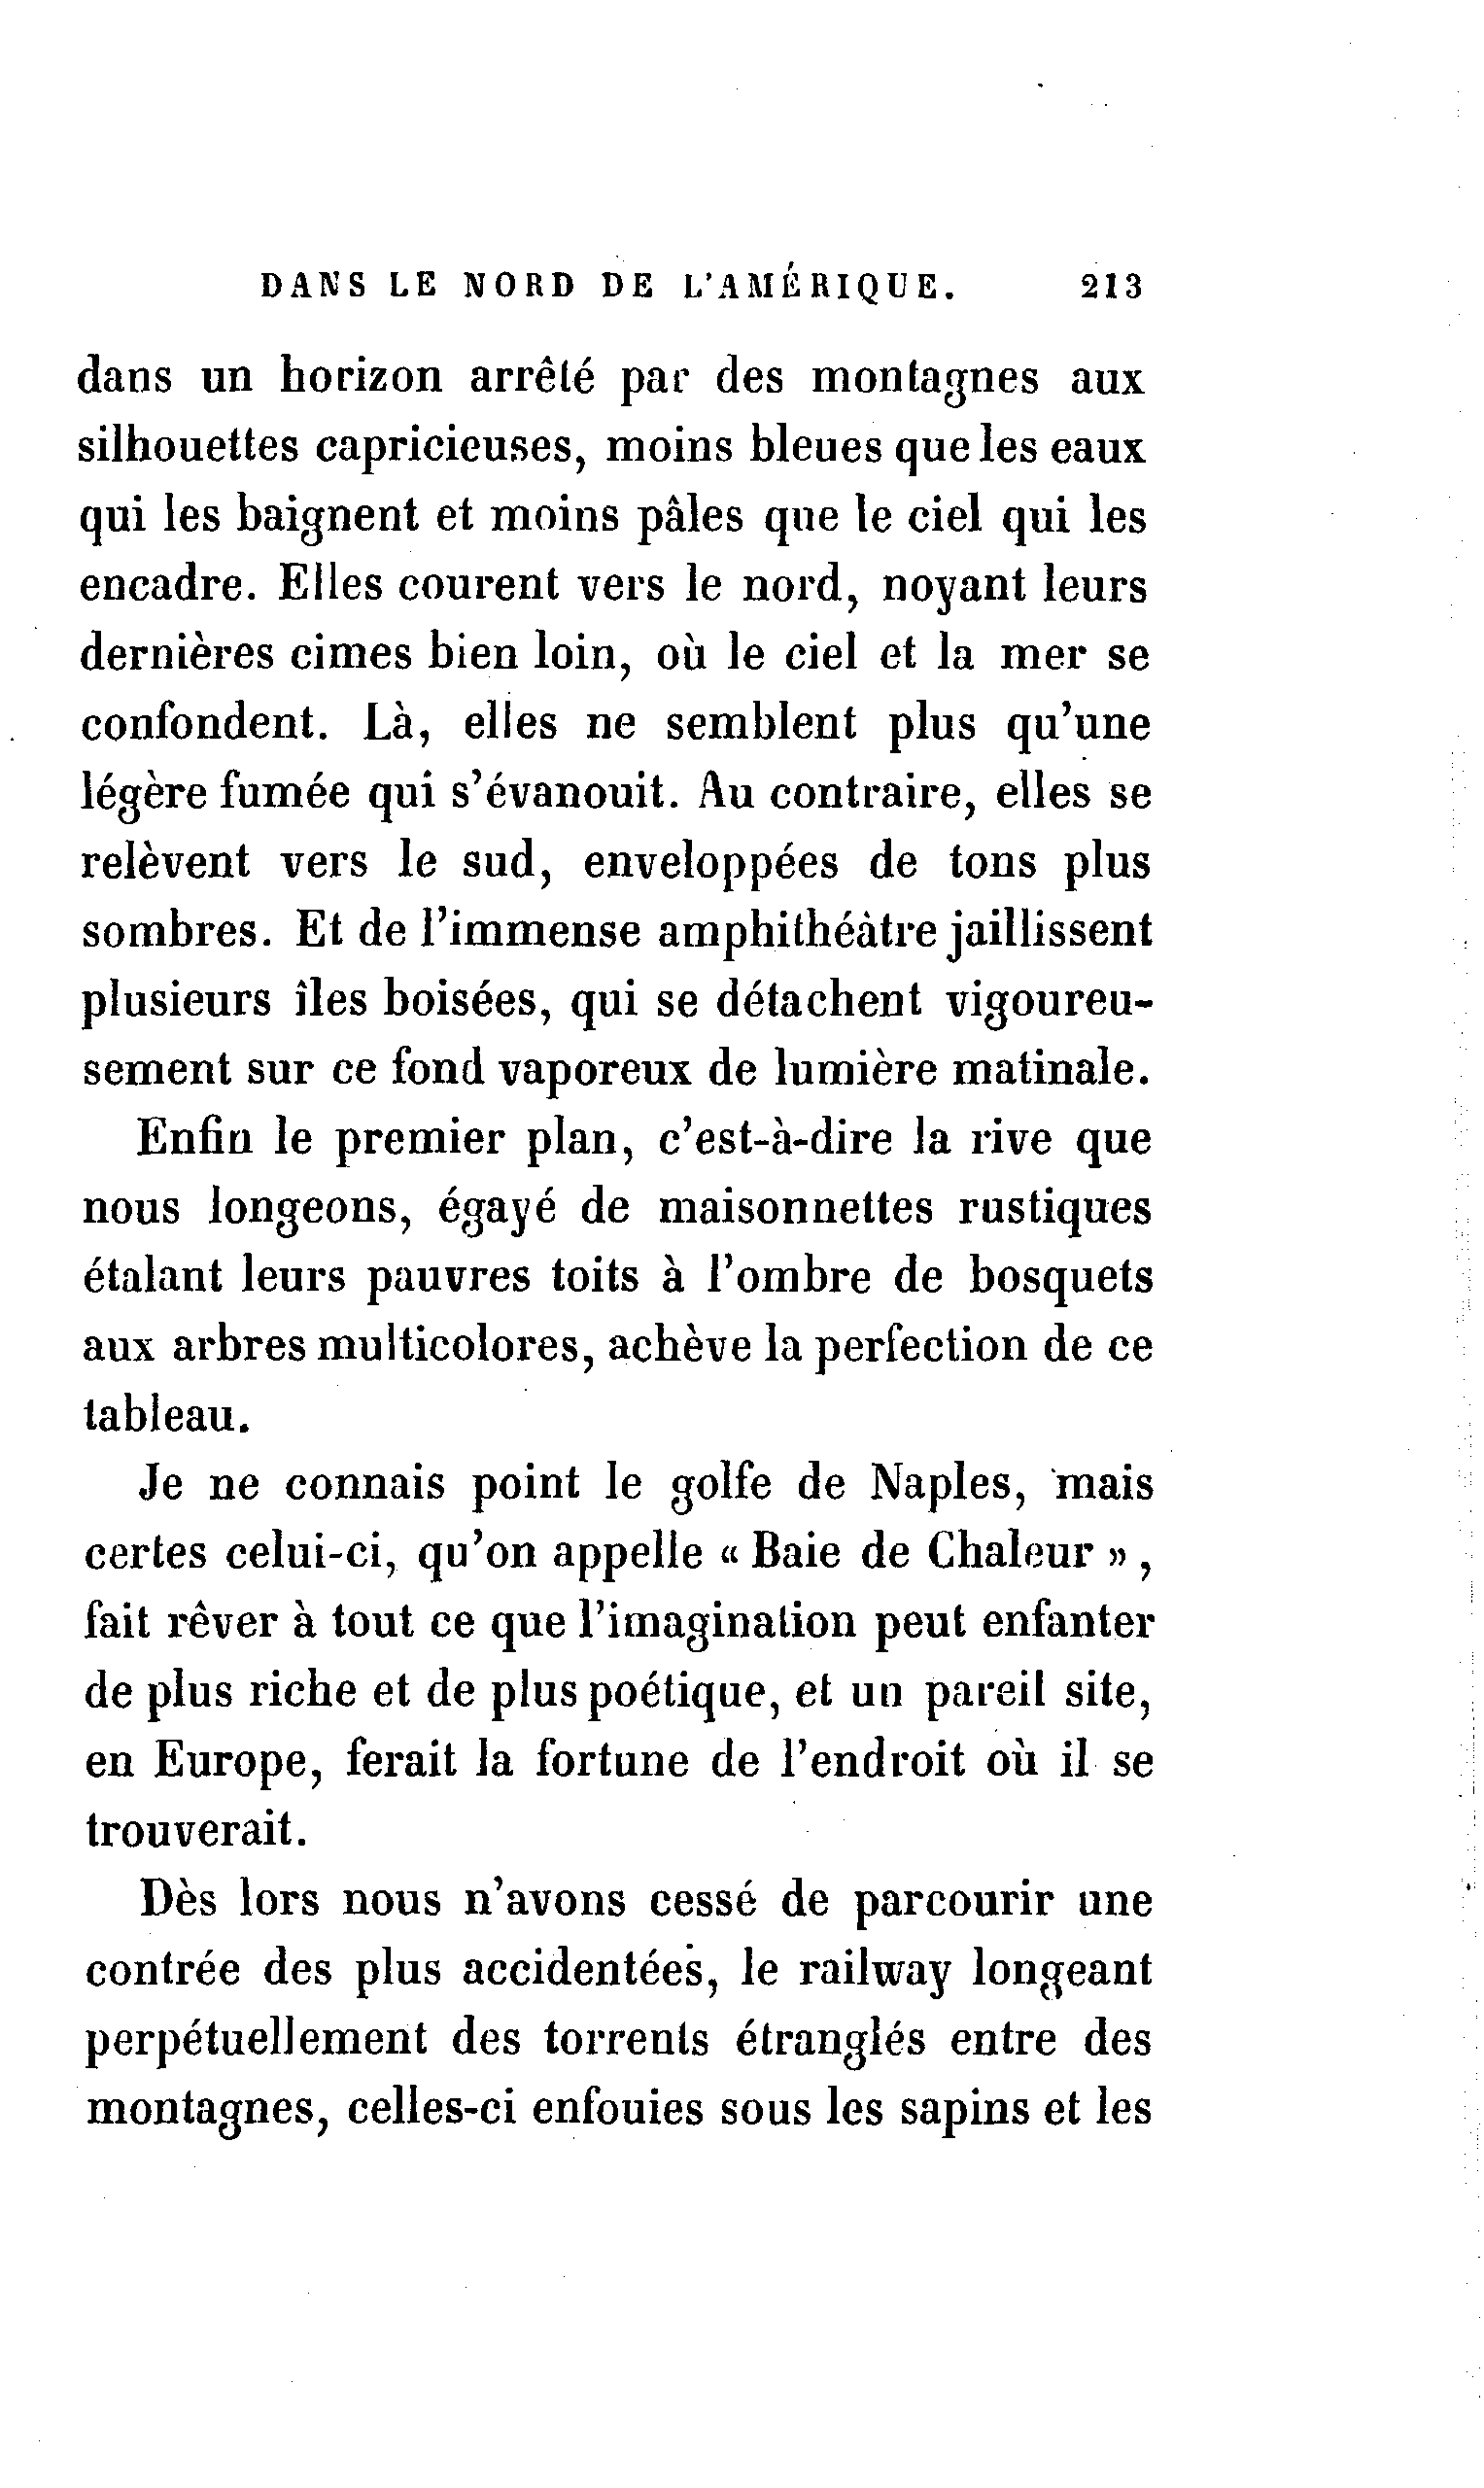 DANS LE NORD DE L'AMÉRIQUE. 213
dans un horizon arrêté par des montagnes aux
silhouettes capricieuses, moins bleues que les eaux
qui les baignent et moins pâles que le ciel qui les
encadre. Elles courent vers le nord, noyant leurs
dernières cimes bien loin, où le ciel et la mer se
confondent. Là, elles ne semblent plus qu'une
légère fumée qui s'évanouit. Au contraire, elles se
relèvent vers le sud, enveloppées de tons plus
sombres. Et de l'immense amphithéâtre jaillissent
plusieurs îles boisées, qui se détachent vigoureu-
sement sur ce fond vaporeux de lumière matinale.
Enfin le premier plan, c'est-à-dire la rive que
nous longeons, égayé de maisonnettes rustiques
étalant leurs pauvres toits à l'ombre de bosquets
aux arbres multicolores, achève la perfection de ce
tableau.
Je ne connais point le golfe de Naples, mais
certes celui-ci, qu'on appelle « Baie de Chaleur »,
fait rêver à tout ce que l'imagination peut enfanter
de plus riche et de plus poétique, et un pareil site,
en Europe, ferait la fortune de l'endroit où il se
trouverait.
Dès lors nous n'avons cessé de parcourir une
contrée des plus accidentées, le railway longeant
perpétuellement des torrents étranglés entre des
montagnes, celles-ci enfouies sous les sapins et les